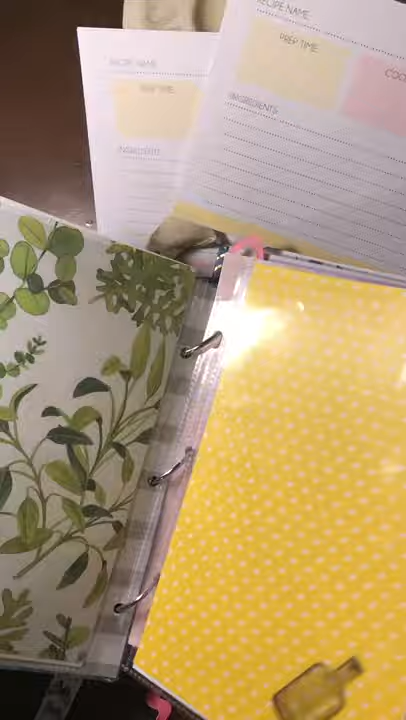 RECIPE NAME
PREP TIME
COO
INGREDIENTS
RECIPE NAME
PREP TIME
INGREDIENTS